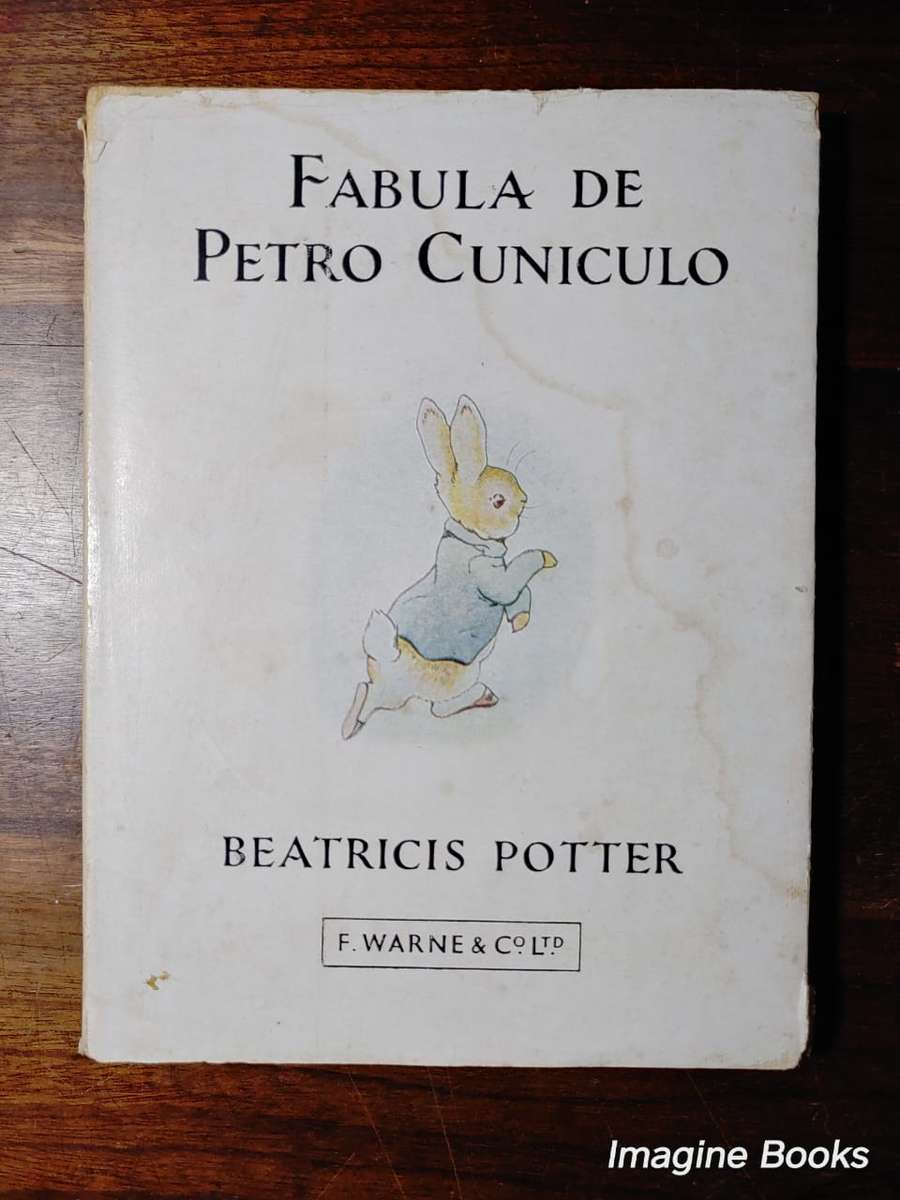 FABULA DE
PETRO CUNICULO
BEATRICIS POTTER
F. WARNE & Co. LTD.
Imagine Books